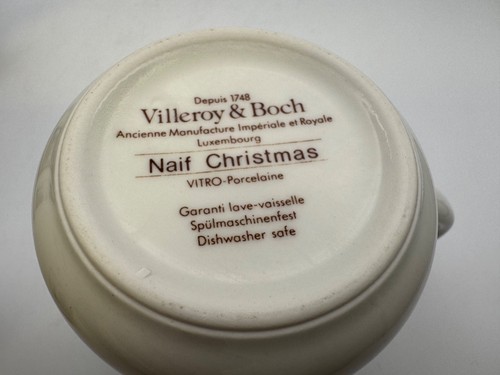 Depuis 1748
Villeroy & Boch
Ancienne Manufacture Impériale et Royale
Luxembourg
Naif Christmas
VITRO-Porcelaine
Garanti lave-vaisselle
Spülmaschinenfest
Dishwasher safe